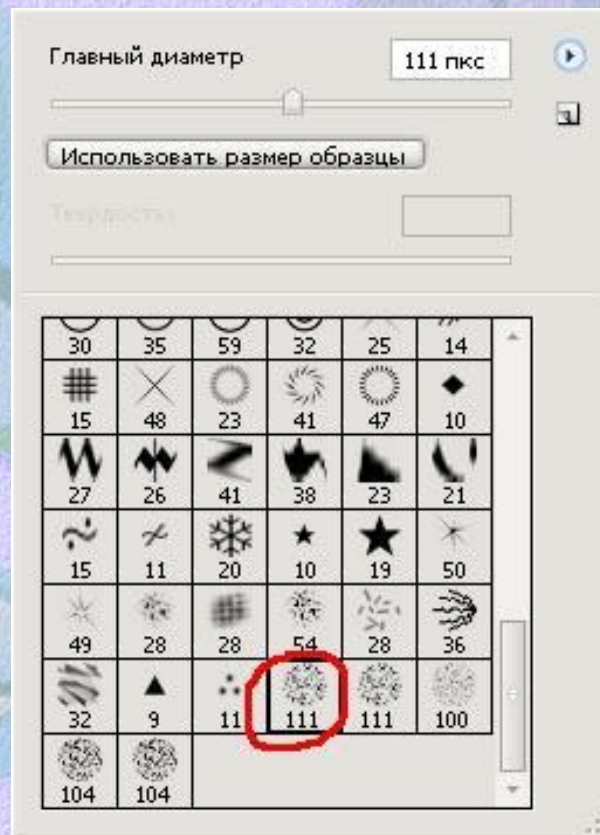 Главный диаметр 111 пкс
Использовать размер образцы
Твердость:
30 35 59 32 25 14
15 48 23 41 47 10
27 26 41 38 23 21
15 11 20 10 19 50
49 28 28 54 28 36
32 9 11 111 111 100
104 104